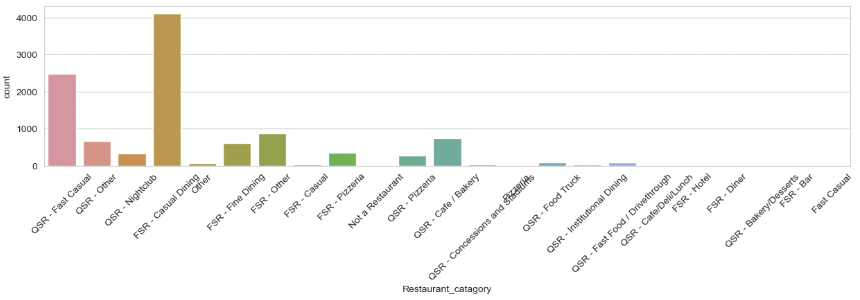 4000
3000
2000
1000
0
count
QSR - Fast Casual
QSR - Other
QSR - Nightclub
FSR - Casual Dining
Other
FSR - Fine Dining
FSR - Other
FSR - Casual
FSR - Pizzeria
Not a Restaurant
QSR - Pizzeria
QSR - Cafe / Bakery
QSR - Concessions and Stadiums
Pizzeria
QSR - Food Truck
QSR - Institutional Dining
QSR - Fast Food / Drivethrough
QSR - Cafe/Deli/Lunch
FSR - Hotel
FSR - Diner
QSR - Bakery/Desserts
FSR - Bar
Fast Casual
Restaurant_catagory